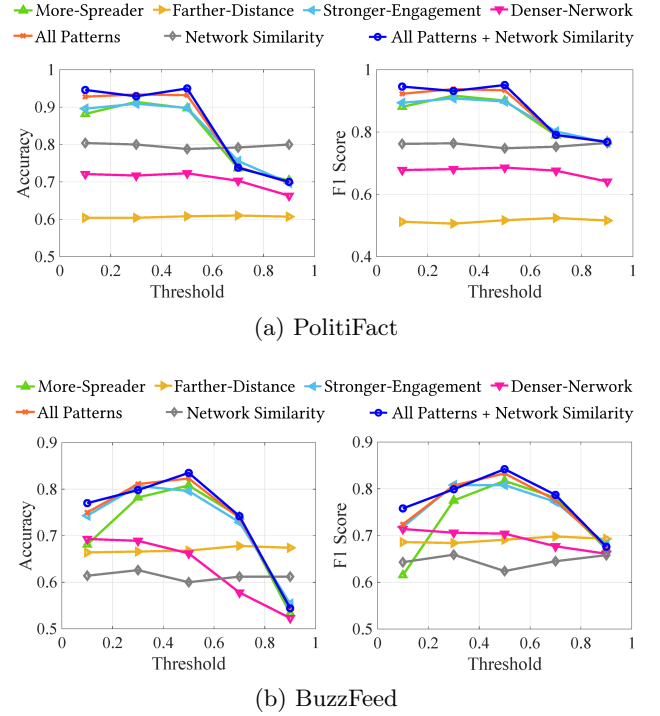 More-Spreader Farther-Distance Stronger-Engagement Denser-Nerwork
All Patterns Network Similarity All Patterns + Network Similarity
1
0.9
0.8
0.7
0.6
0.5
Accuracy
0 0.2 0.4 0.6 0.8 1
Threshold
1
0.8
0.6
0.4
F1 Score
0 0.2 0.4 0.6 0.8 1
Threshold
(a) PolitiFact
More-Spreader Farther-Distance Stronger-Engagement Denser-Nerwork
All Patterns Network Similarity All Patterns + Network Similarity
0.9
0.8
0.7
0.6
0.5
Accuracy
0 0.2 0.4 0.6 0.8 1
Threshold
0.9
0.8
0.7
0.6
0.5
F1 Score
0 0.2 0.4 0.6 0.8 1
Threshold
(b) BuzzFeed